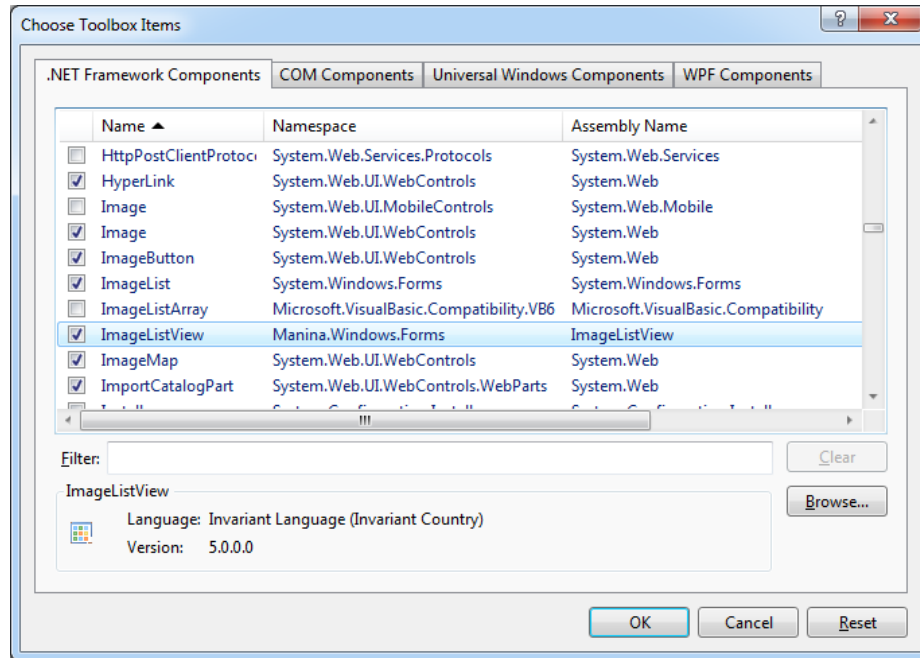 Choose Toolbox Items
.NET Framework Components COM Components Universal Windows Components WPF Components
Name Namespace Assembly Name
HttpPostClientProtoc System.Web.Services.Protocols System.Web.Services
HyperLink System.Web.UI.WebControls System.Web
Image System.Web.UI.MobileControls System.Web.Mobile
Image System.Web.UI.WebControls System.Web
ImageButton System.Web.UI.WebControls System.Web
ImageList System.Windows.Forms System.Windows.Forms
ImageListArray Microsoft.VisualBasic.Compatibility.VB6 Microsoft.VisualBasic.Compatibility
ImageListView Manina.Windows.Forms ImageListView
ImageMap System.Web.UI.WebControls System.Web
ImportCatalogPart System.Web.UI.WebControls.WebParts System.Web
Filter: Clear
ImageListView
Browse...
Language: Invariant Language (Invariant Country)
Version: 5.0.0.0
OK Cancel Reset